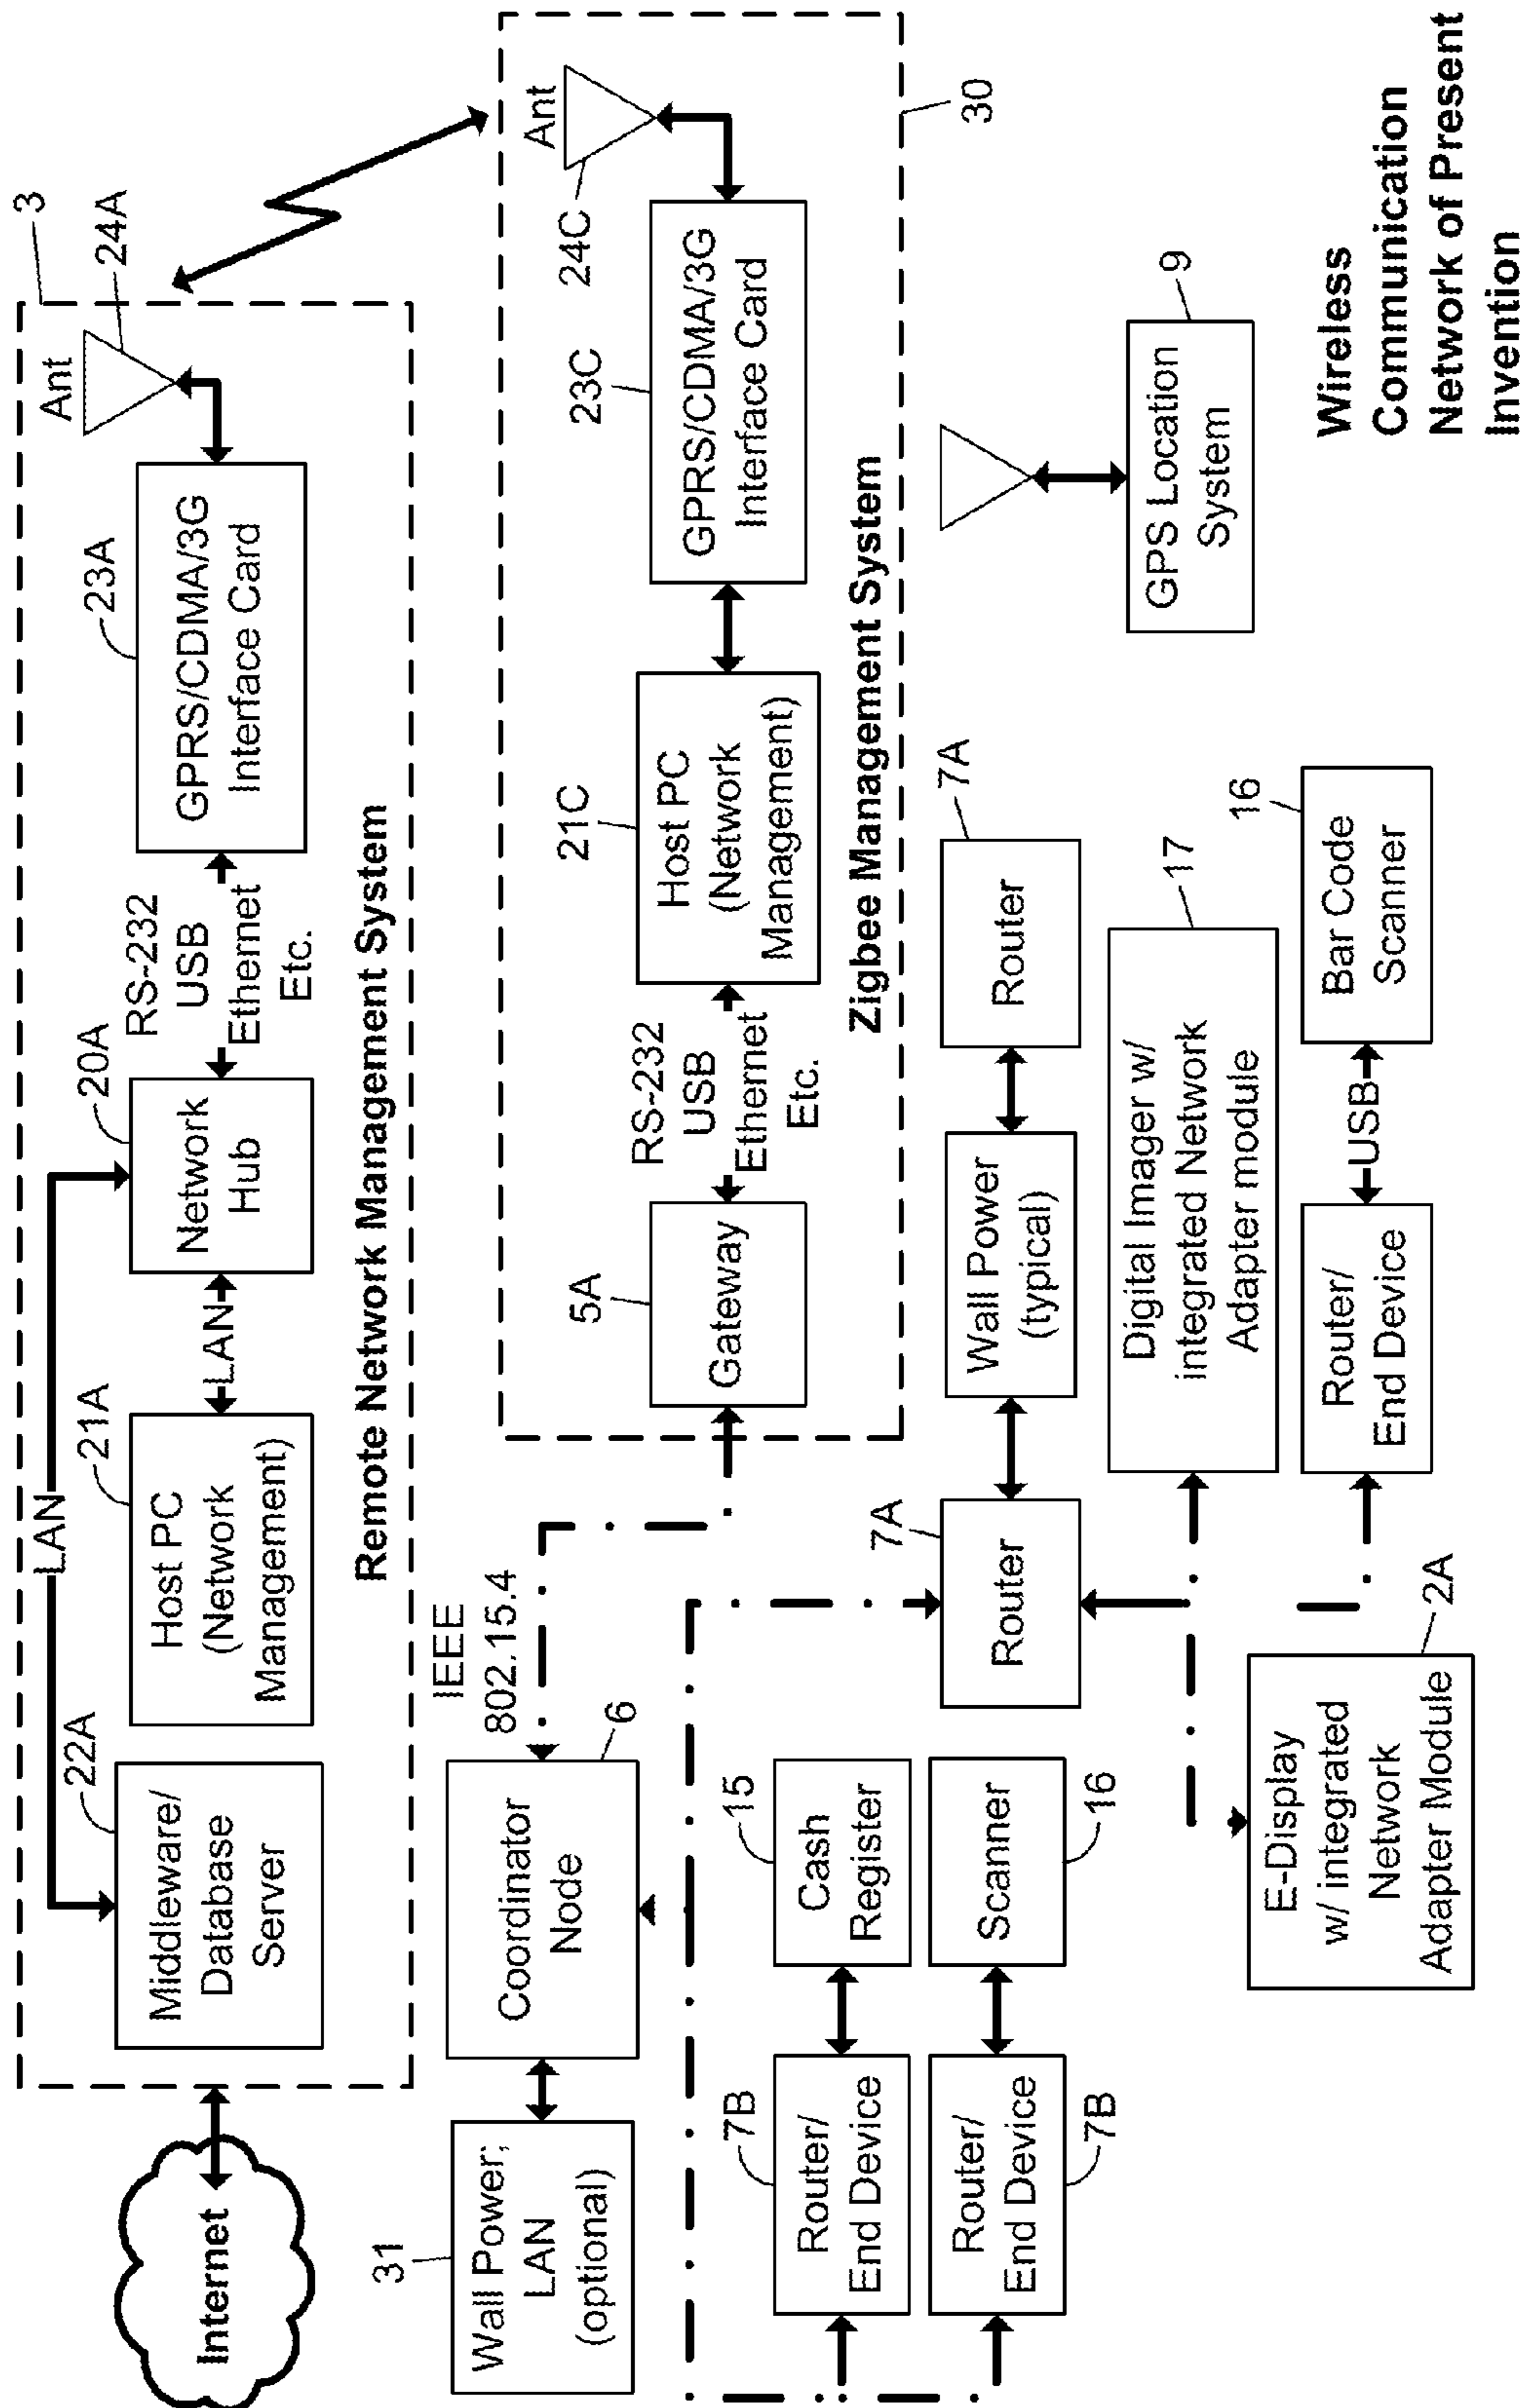 3
Ant
24A
23A
GPRS/CDMA/3G
Interface Card
RS-232
USB
Ethernet
Etc.
20A
Network
Hub
LAN
LAN
21A
Host PC
(Network
Management)
22A
Middleware/
Database
Server
Remote Network Management System
Internet
Ant
24C
23C
GPRS/CDMA/3G
Interface Card
21C
Host PC
(Network
Management)
RS-232
USB
Ethernet
Etc.
5A
Gateway
Zigbee Management System
30
IEEE
802.15.4
6
Coordinator
Node
31
Wall Power;
LAN
(optional)
7B
Router/
End Device
15
Cash
Register
Router/
End Device
7B
Scanner
16
7A
Router
Wall Power
(typical)
7A
Router
GPS Location
System
9
Digital Imager w/
integrated Network
Adapter module
17
E-Display
w/ integrated
Network
Adapter Module
2A
Router/
End Device
USB
Bar Code
Scanner
16
Wireless
Communication
Network of Present
Invention